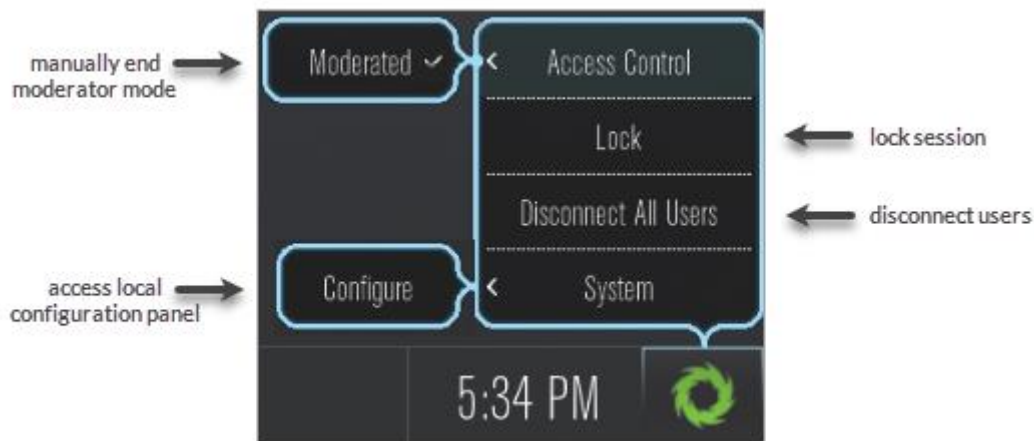 manually end
moderator mode
Moderated
Access Control
Lock
lock session
Disconnect All Users
disconnect users
access local
configuration panel
Configure
System
5:34 PM